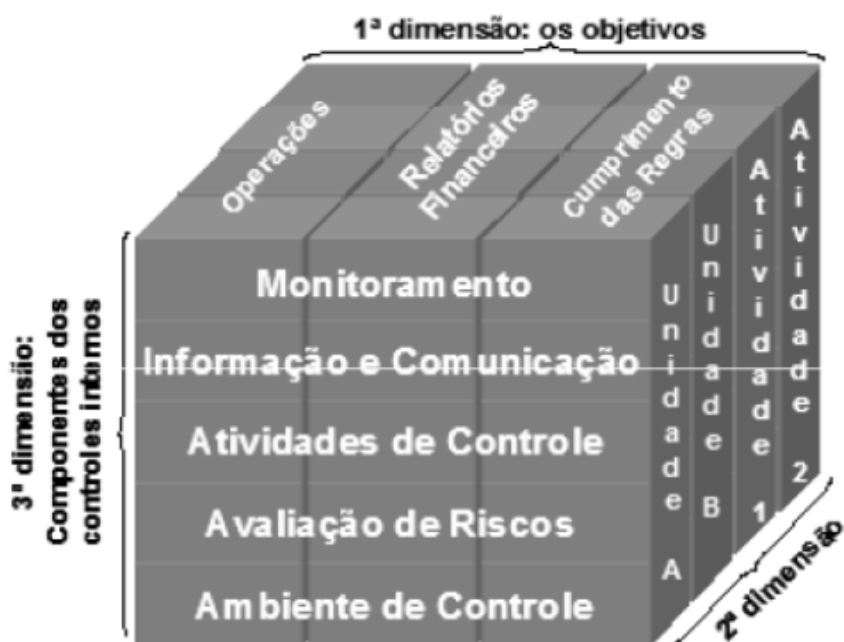 1ª dimensão: os objetivos
Operações
Relatórios
Financeiros
Cumprimento
das Regras
3ª dimensão:
Componentes dos
controles internos
Monitoramento
Informação e Comunicação
Atividades de Controle
Avaliação de Riscos
Ambiente de Controle
Unidade A
Unidade B
Atividade 1
Atividade 2
2ª dimensão